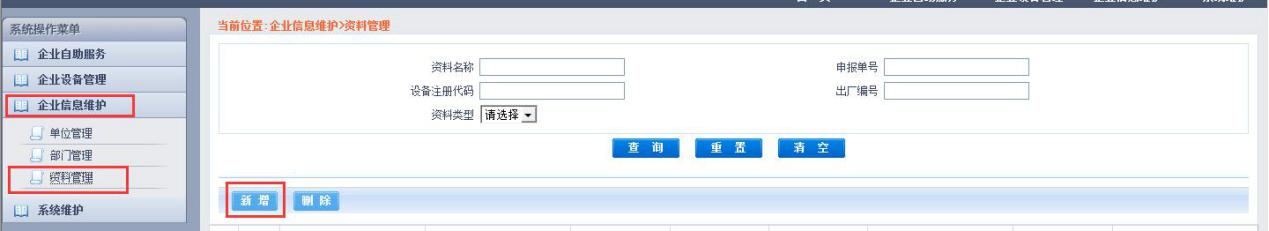 系统操作菜单
企业自助服务
企业设备管理
企业信息维护
单位管理
部门管理
资料管理
系统维护
当前位置:企业信息维护>资料管理
资料名称
申报单号
设备注册代码
出厂编号
资料类型 请选择
查 询 重 置 清 空
新 增 删 除